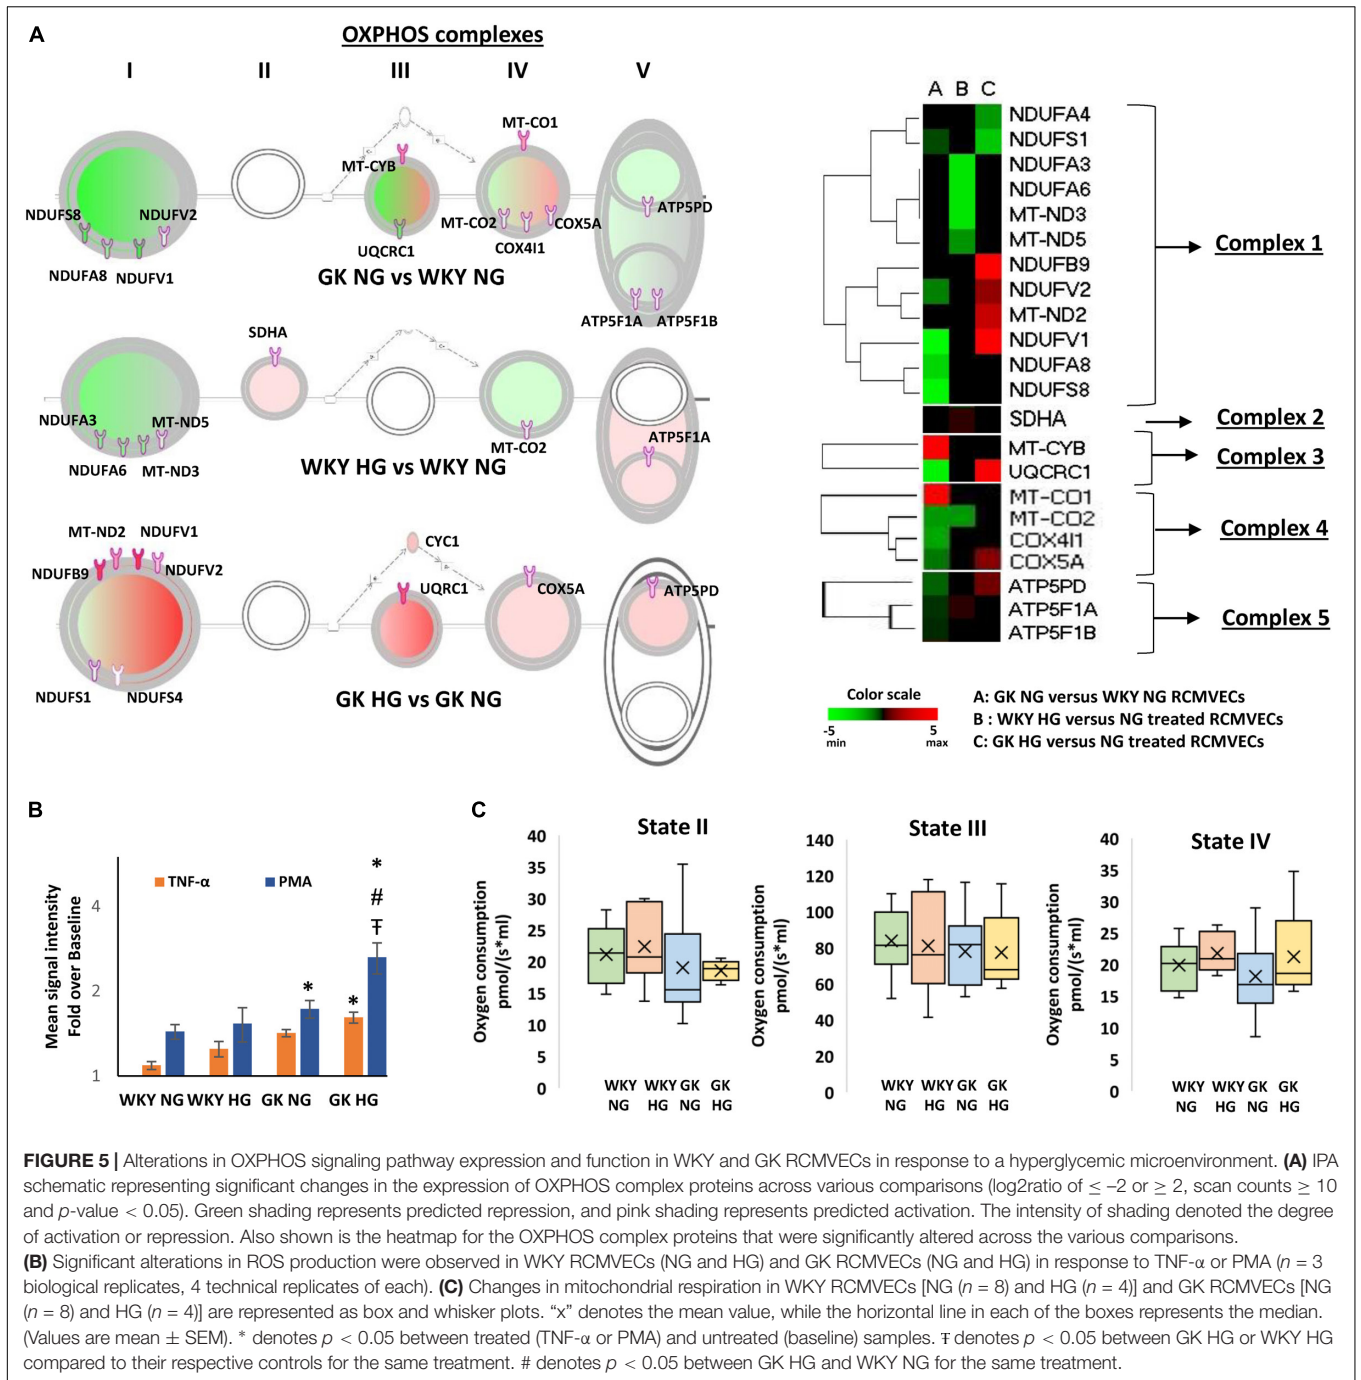 A
OXPHOS complexes
I II III IV V
MT-CO1
MT-CYB
NDUFS8 NDUFV2
MT-CO2 COX5A
ATP5PD
UQCRC1 COX4I1
NDUFA8 NDUFV1
GK NG vs WKY NG
ATP5F1A ATP5F1B
SDHA
NDUFA3 MT-ND5
ATP5F1A
MT-CO2
NDUFA6 MT-ND3
WKY HG vs WKY NG
MT-ND2 NDUFV1
CYC1
NDUFB9 NDUFV2
UQRC1 COX5A ATP5PD
NDUFS1 NDUFS4
GK HG vs GK NG
A B C
NDUFA4
NDUFS1
NDUFA3
NDUFA6
MT-ND3
MT-ND5
NDUFB9
NDUFV2
MT-ND2
NDUFV1
NDUFA8
NDUFS8
SDHA
MT-CYB
UQCRC1
MT-CO1
MT-CO2
COX4I1
COX5A
ATP5PD
ATP5F1A
ATP5F1B
Complex 1
Complex 2
Complex 3
Complex 4
Complex 5
Color scale
-5 5
min max
A: GK NG versus WKY NG RCMVECs
B : WKY HG versus NG treated RCMVECs
C: GK HG versus NG treated RCMVECs
B
Mean signal intensity
Fold over Baseline
TNF-α PMA
4
2
1
*
#
Ŧ
* *
WKY NG WKY HG GK NG GK HG
C
State II
Oxygen consumption
pmol/(s*ml)
40
35
30
25
20
15
10
5
0
WKY WKY GK GK
NG HG NG HG
State III
Oxygen consumption
pmol/(s*ml)
140
120
100
80
60
40
20
0
WKY WKY GK GK
NG HG NG HG
State IV
Oxygen consumption
pmol/(s*ml)
40
35
30
25
20
15
10
5
0
WKY WKY GK GK
NG HG NG HG
FIGURE 5 | Alterations in OXPHOS signaling pathway expression and function in WKY and GK RCMVECs in response to a hyperglycemic microenvironment. (A) IPA
schematic representing significant changes in the expression of OXPHOS complex proteins across various comparisons (log2ratio of ≤ –2 or ≥ 2, scan counts ≥ 10
and p-value < 0.05). Green shading represents predicted repression, and pink shading represents predicted activation. The intensity of shading denoted the degree
of activation or repression. Also shown is the heatmap for the OXPHOS complex proteins that were significantly altered across the various comparisons.
(B) Significant alterations in ROS production were observed in WKY RCMVECs (NG and HG) and GK RCMVECs (NG and HG) in response to TNF-α or PMA (n = 3
biological replicates, 4 technical replicates of each). (C) Changes in mitochondrial respiration in WKY RCMVECs [NG (n = 8) and HG (n = 4)] and GK RCMVECs [NG
(n = 8) and HG (n = 4)] are represented as box and whisker plots. “x” denotes the mean value, while the horizontal line in each of the boxes represents the median.
(Values are mean ± SEM). * denotes p < 0.05 between treated (TNF-α or PMA) and untreated (baseline) samples. Ŧ denotes p < 0.05 between GK HG or WKY HG
compared to their respective controls for the same treatment. # denotes p < 0.05 between GK HG and WKY NG for the same treatment.